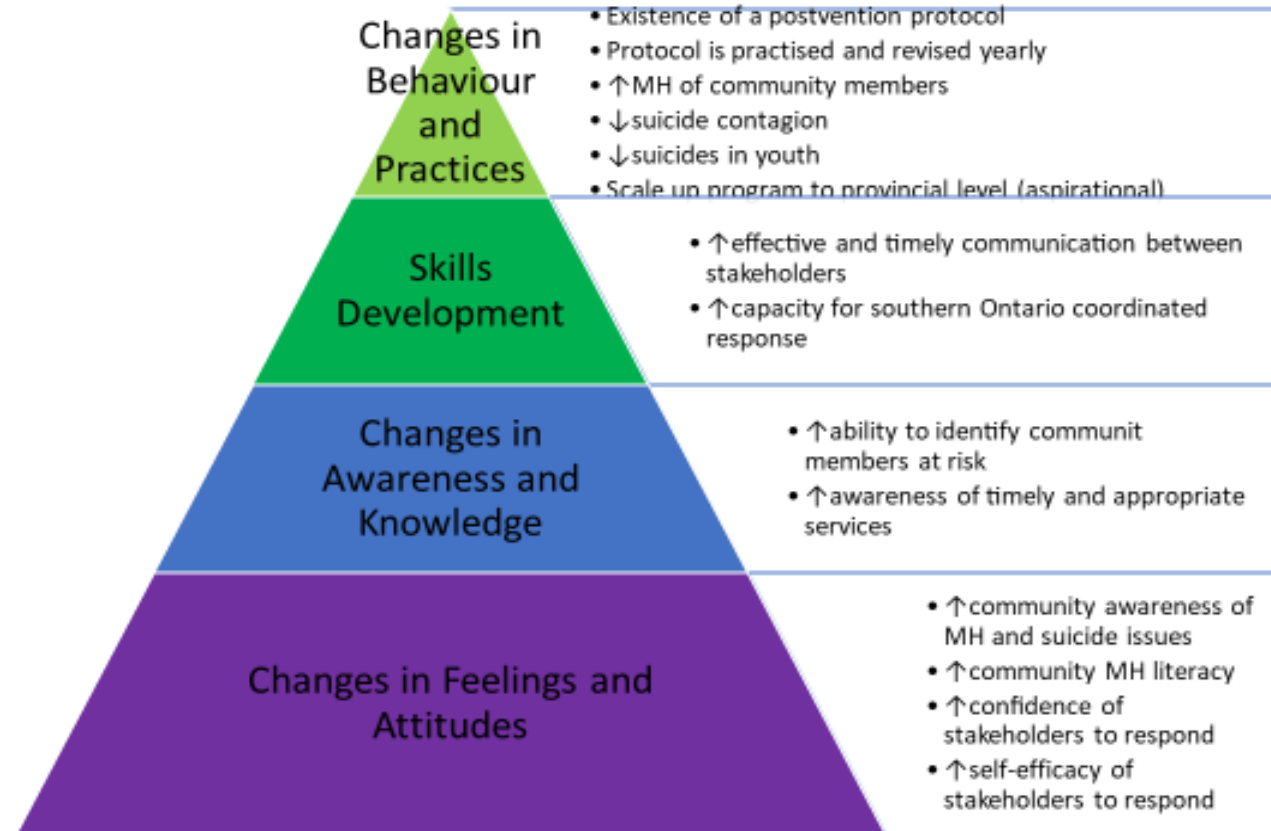 Changes in
Behaviour
and
Practices
• Existence of a postvention protocol
• Protocol is practised and revised yearly
• ↑MH of community members
• ↓suicide contagion
• ↓suicides in youth
• Scale up program to provincial level (aspirational)
Skills
Development
• ↑effective and timely communication between
stakeholders
• ↑capacity for southern Ontario coordinated
response
Changes in
Awareness and
Knowledge
• ↑ability to identify communit
members at risk
• ↑awareness of timely and appropriate
services
Changes in Feelings and
Attitudes
• ↑community awareness of
MH and suicide issues
• ↑community MH literacy
• ↑confidence of
stakeholders to respond
• ↑self-efficacy of
stakeholders to respond